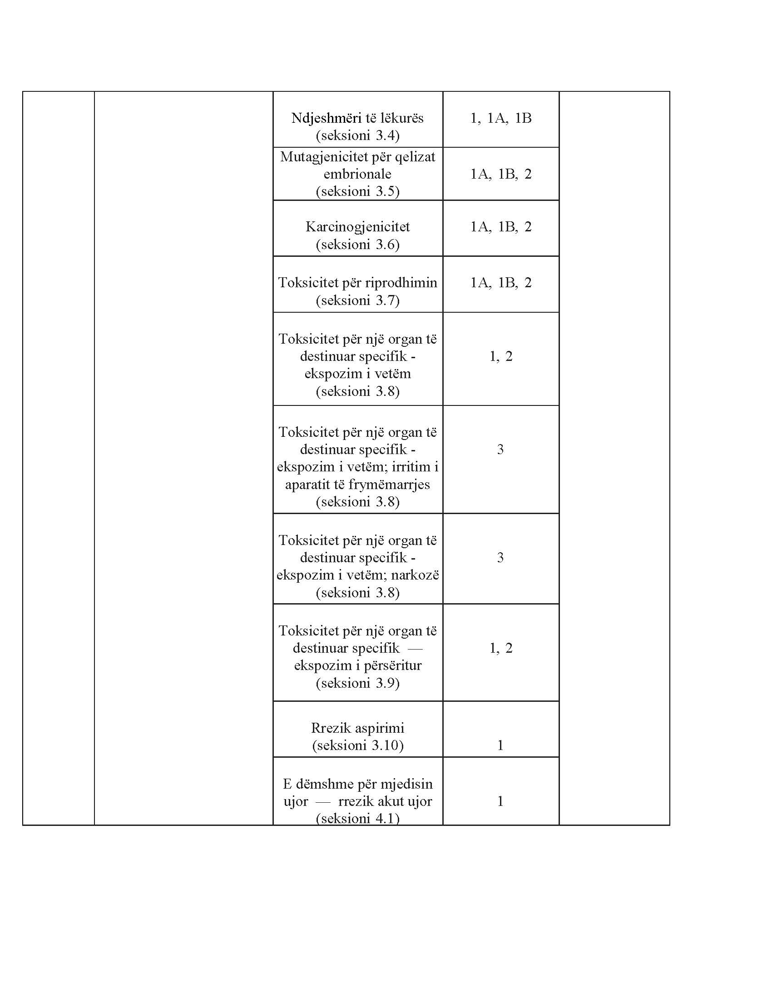 Ndjeshmëri të lëkurës
(seksioni 3.4)
1, 1A, 1B
Mutagjenicitet për qelizat
embrionale
(seksioni 3.5)
1A, 1B, 2
Karcinogjenicitet
(seksioni 3.6)
1A, 1B, 2
Toksicitet për riprodhimin
(seksioni 3.7)
1A, 1B, 2
Toksicitet për një organ të
destinuar specifik -
ekspozim i vetëm
(seksioni 3.8)
1, 2
Toksicitet për një organ të
destinuar specifik -
ekspozim i vetëm; irritim i
aparatit të frymëmarrjes
(seksioni 3.8)
3
Toksicitet për një organ të
destinuar specifik -
ekspozim i vetëm; narkozë
(seksioni 3.8)
3
Toksicitet për një organ të
destinuar specifik —
ekspozim i përsëritur
(seksioni 3.9)
1, 2
Rrezik aspirimi
(seksioni 3.10)
1
E dëmshme për mjedisin
ujor — rrezik akut ujor
(seksioni 4.1)
1